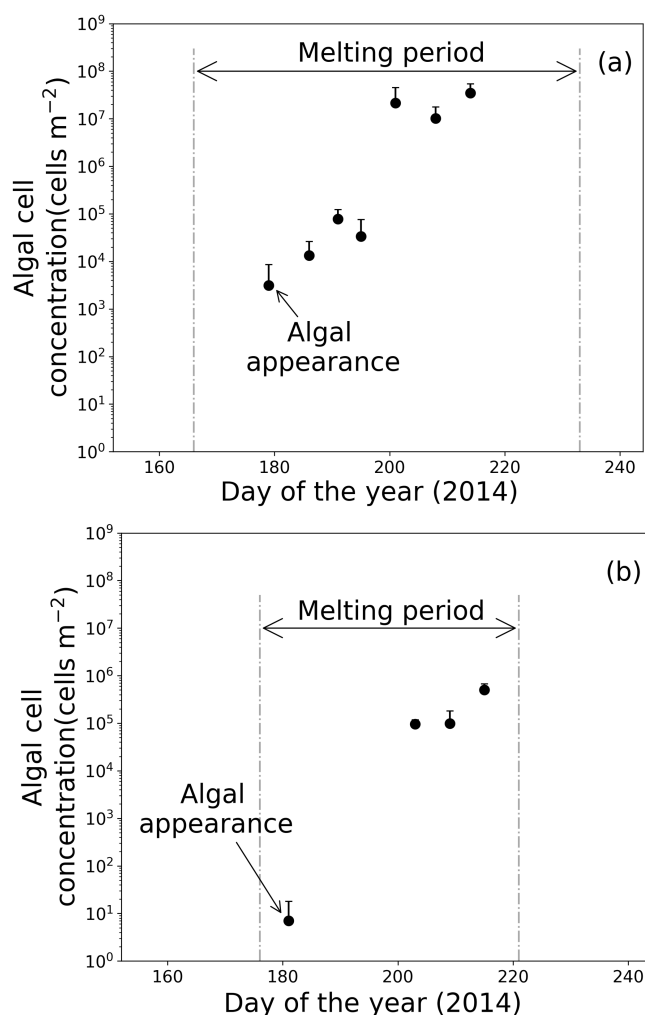 10⁹
Melting period
(a)
10⁸
10⁷
10⁶
10⁵
10⁴
10³
10²
10¹
10⁰
Algal cell
concentration(cells m⁻²)
Algal
appearance
160 180 200 220 240
Day of the year (2014)
10⁹
(b)
10⁸
Melting period
10⁷
10⁶
10⁵
10⁴
10³
10²
10¹
10⁰
Algal cell
concentration(cells m⁻²)
Algal
appearance
160 180 200 220 240
Day of the year (2014)